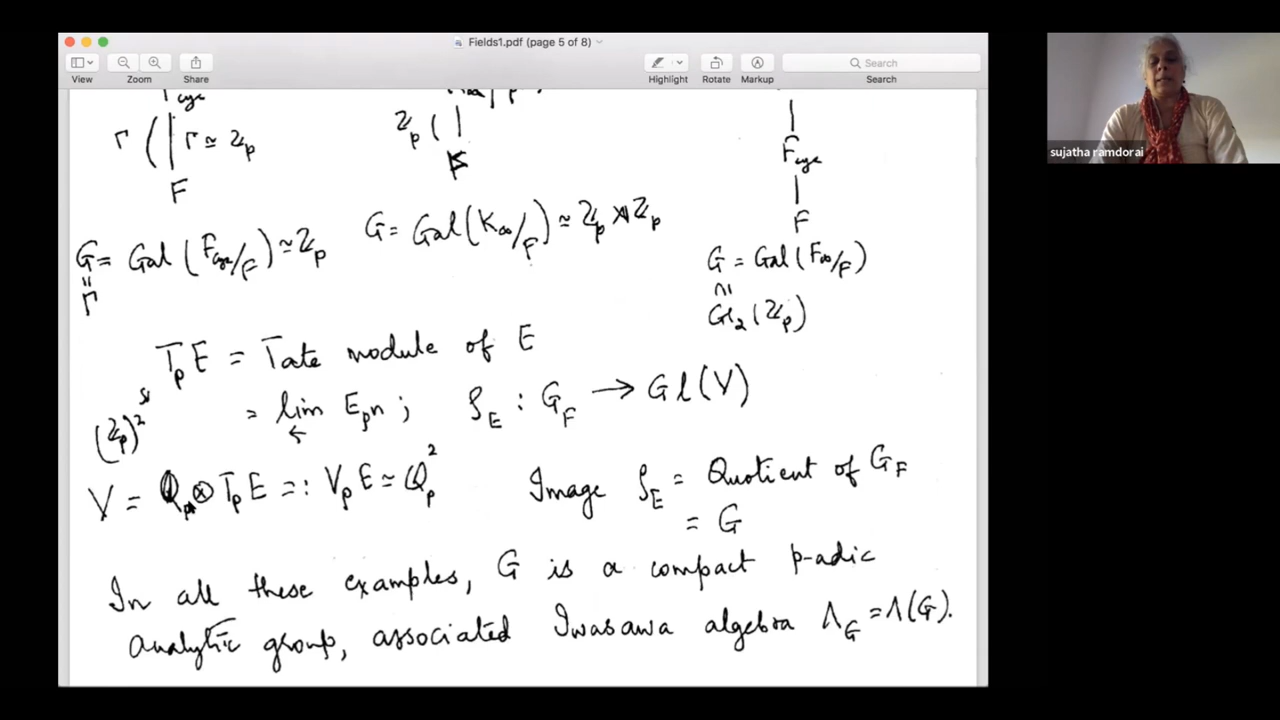 Fields1.pdf (page 5 of 8)
View Zoom Share Highlight Rotate Markup Search
Search
sujatha ramdorai
cyc
Γ ( | Γ ≃ ℤp
F
ℤp ( |
F
Fcyc
|
F
G = Gal(Fcyc/F) ≃ ℤp
=
Γ
G = Gal(K∞/F) ≃ ℤp ⋊ ℤp
G = Gal(F∞/F)
Gl2(ℤp)
TpE = Tate module of E
(ℤp)² = lim Epn ; ρE : GF → Gl(V)
←
V = ℚp ⊗ TpE =: VpE ≃ ℚp²
Image ρE = Quotient of GF
= G
In all these examples, G is a compact p-adic
analytic group, associated Iwasawa algebra ΛG = Λ(G).